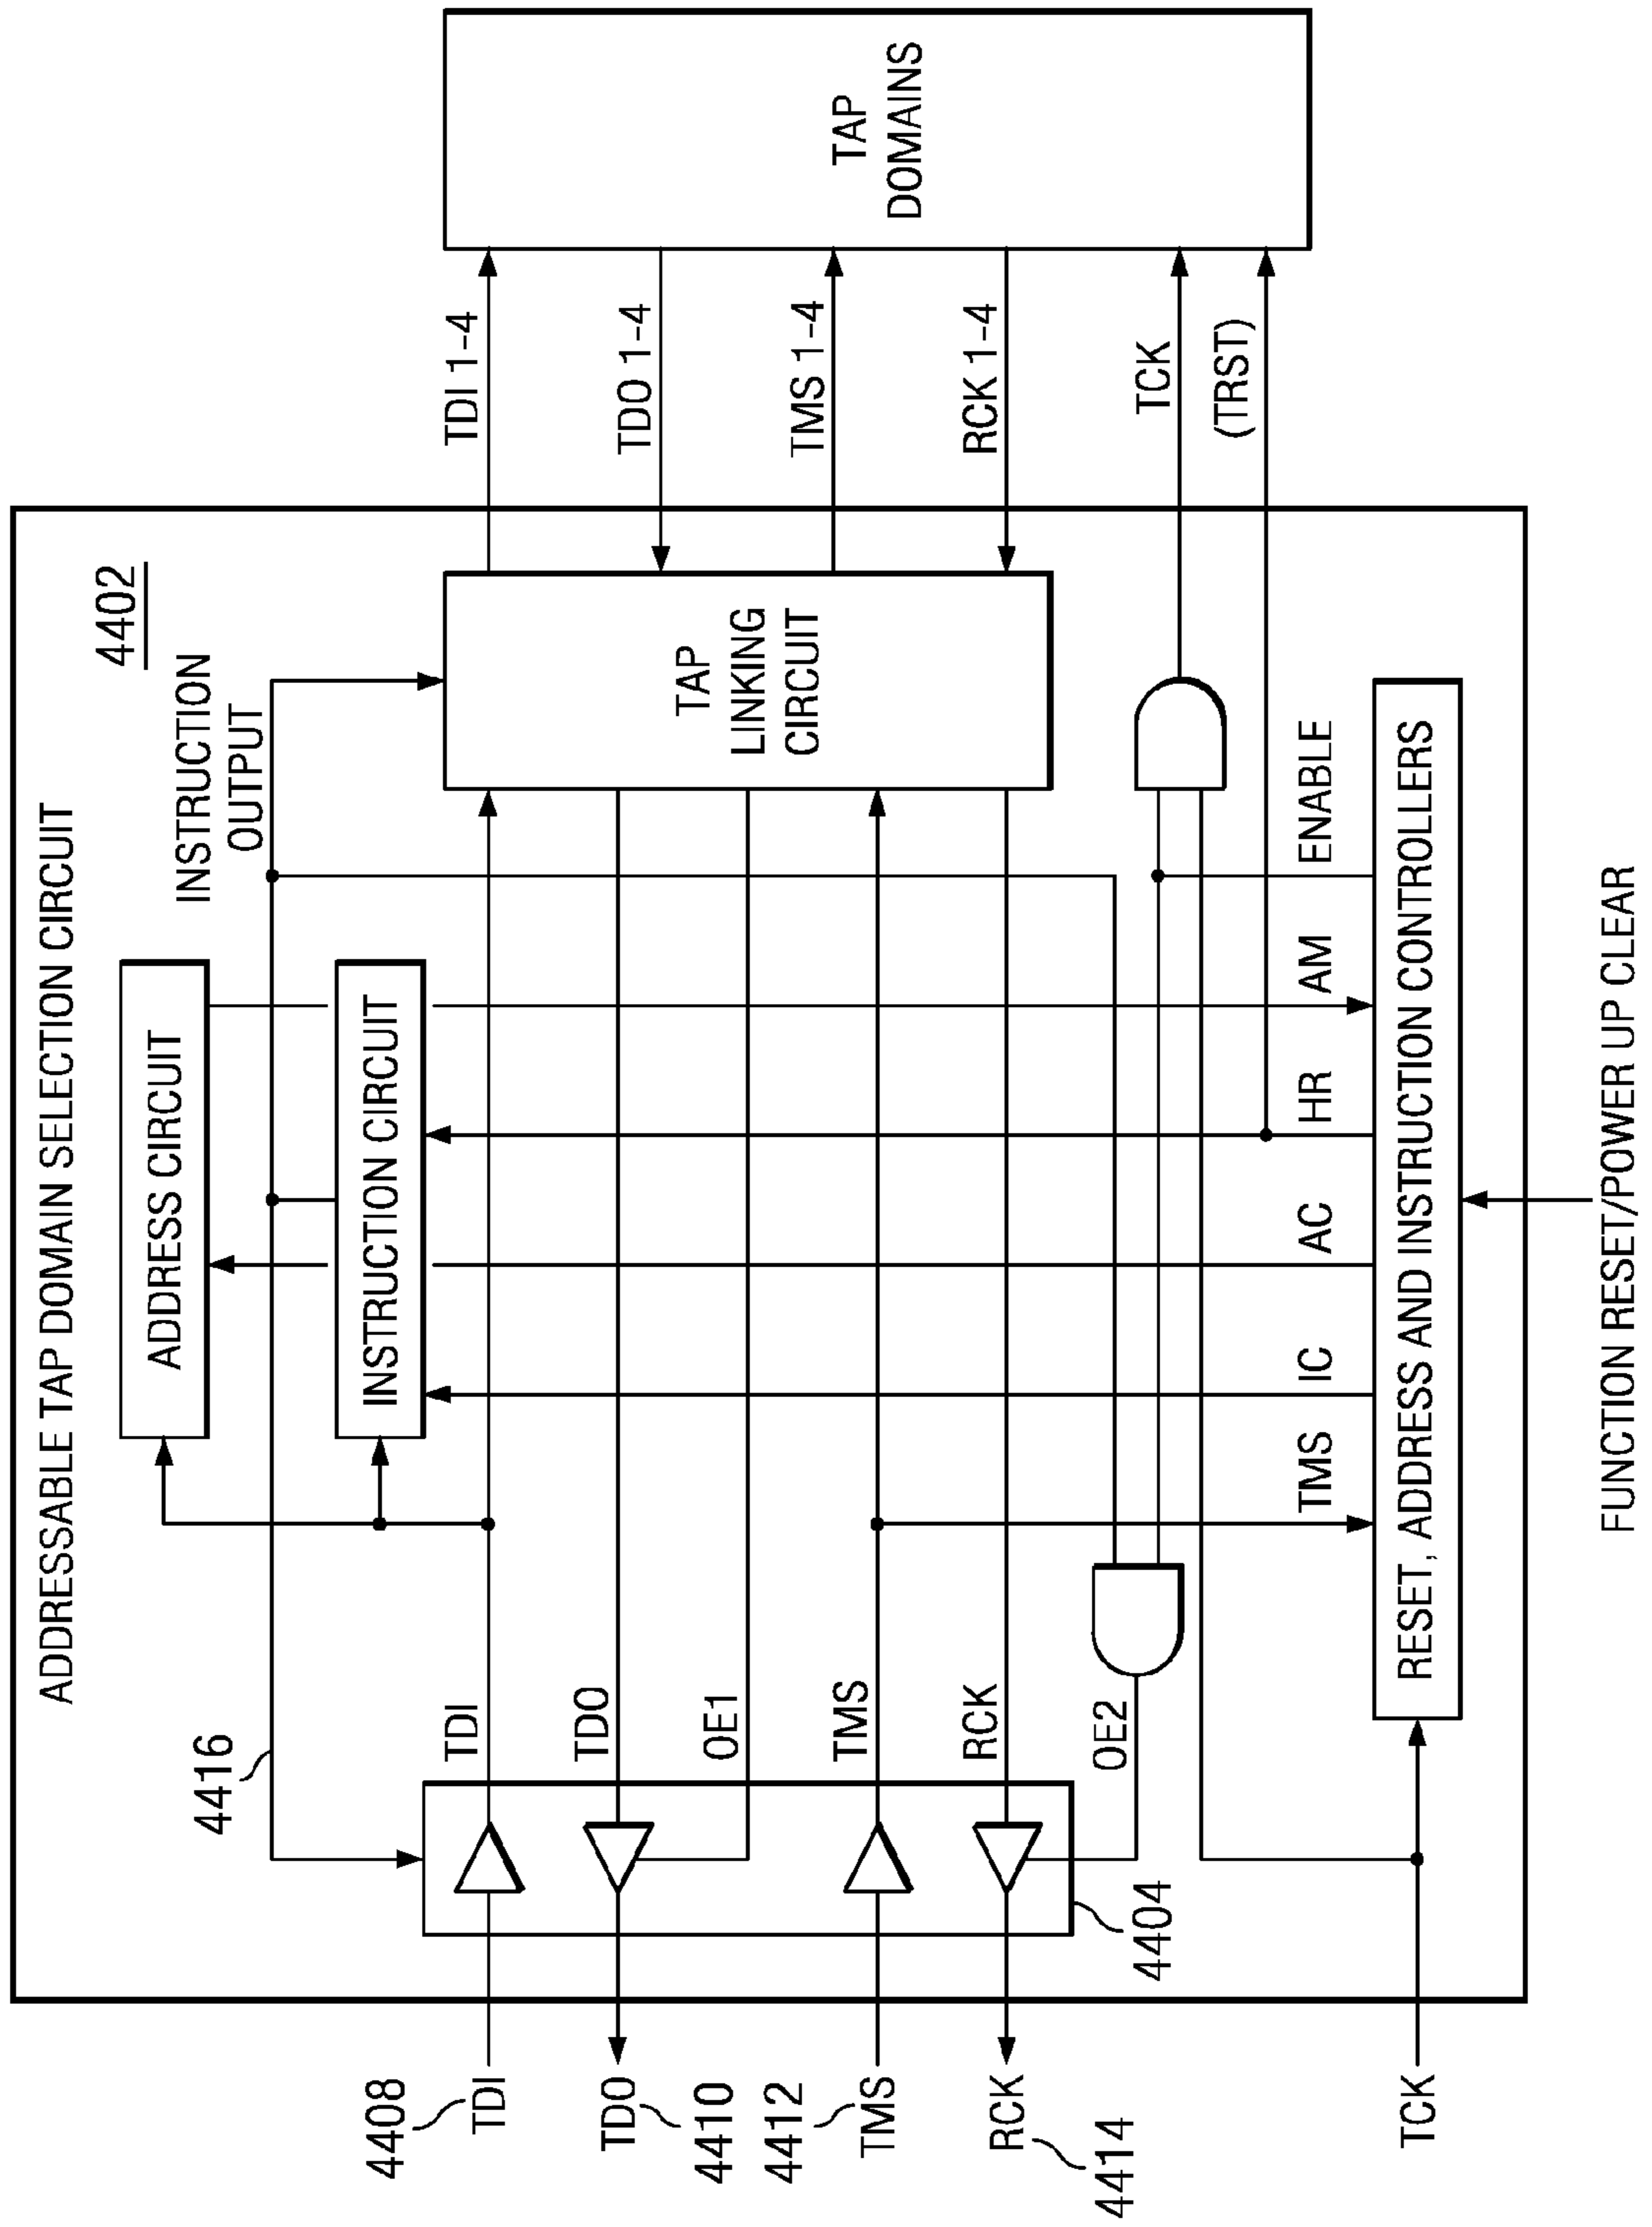 ADDRESSABLE TAP DOMAIN SELECTION CIRCUIT
4402
ADDRESS CIRCUIT
INSTRUCTION
OUTPUT
4416
INSTRUCTION CIRCUIT
4408
TDI
TDI
TDI 1-4
TDO
4410
TDO
TDO 1-4
OE1
TAP
LINKING
CIRCUIT
TAP
DOMAINS
4412
TMS
TMS
TMS 1-4
RCK
4414
RCK
RCK 1-4
OE2
4404
TCK
(TRST)
TMS
IC
AC
HR
AM
ENABLE
TCK
RESET, ADDRESS AND INSTRUCTION CONTROLLERS
FUNCTION RESET/POWER UP CLEAR